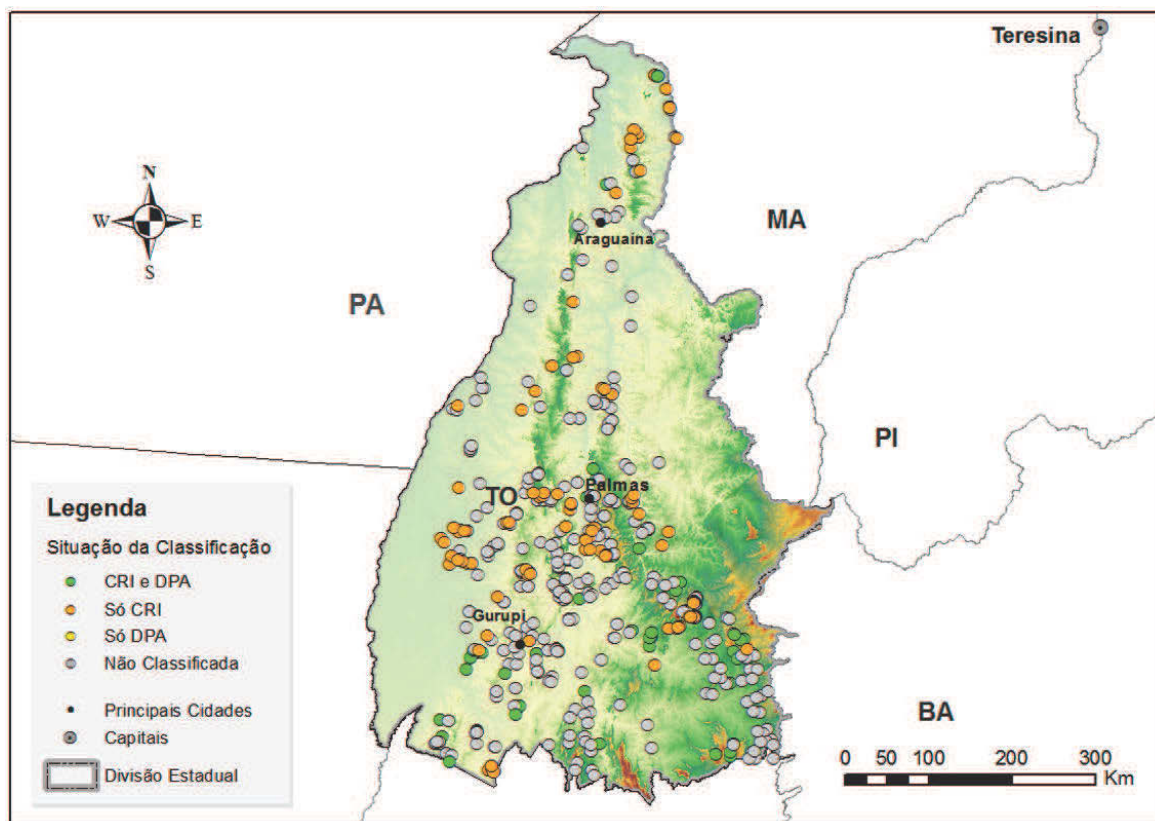 Teresina
N
W E
S
MA
Araguaina
PA
PI
Palmas
TO
Gurupi
BA
Legenda
Situação da Classificação
CRI e DPA
Só CRI
Só DPA
Não Classificada
Principais Cidades
Capitais
Divisão Estadual
0 50 100 200 300
Km